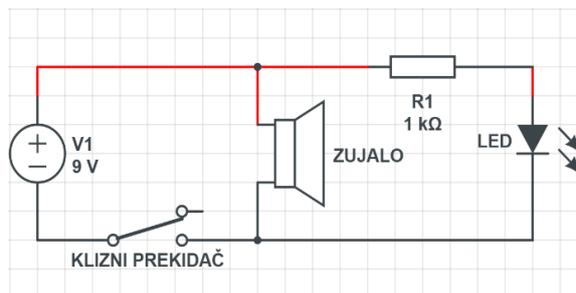 R1
1 kΩ
V1
9 V
LED
ZUJALO
KLIZNI PREKIDAČ